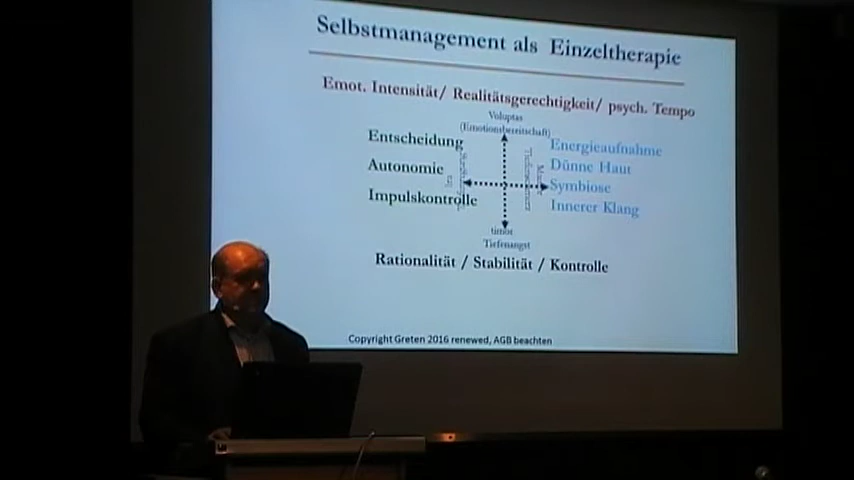 Selbstmanagement als Einzeltherapie
Emot. Intensität/ Realitätsgerechtigkeit/ psych. Tempo
Voluptas
(Emotionsbereitschaft)
Entscheidung
Autonomie
Impulskontrolle
Energieaufnahme
Dünne Haut
Symbiose
Innerer Klang
timor
Tiefenangst
Rationalität / Stabilität / Kontrolle
Copyright Greten 2016 renewed, AGB beachten